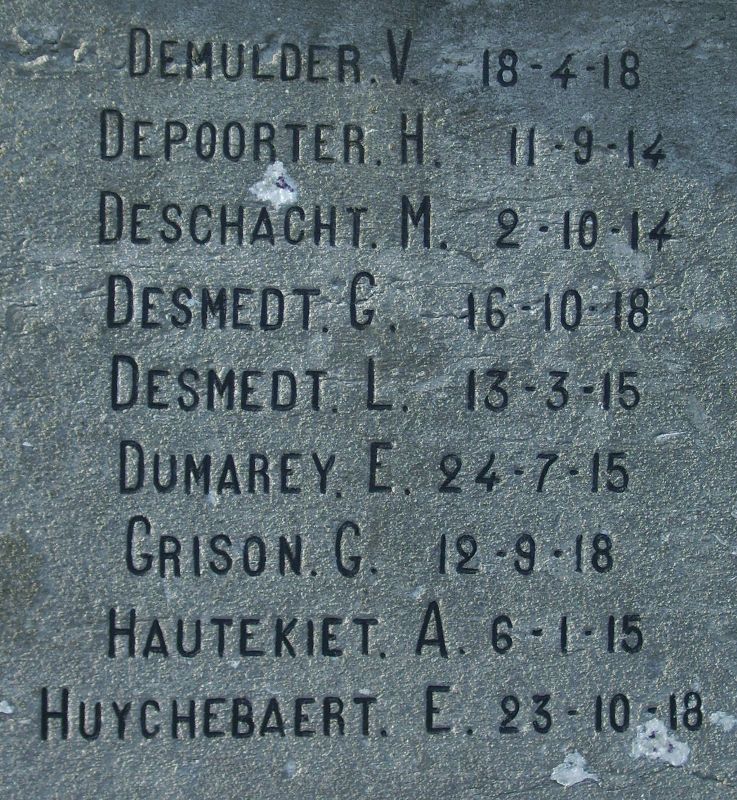 DEMULDER. V. 18-4-18
DEPOORTER. H. 11-9-14
DESCHACHT. M. 2-10-14
DESMEDT. G. 16-10-18
DESMEDT. L. 13-3-15
DUMAREY. E. 24-7-15
GRISON. G. 12-9-18
HAUTEKIET. A. 6-1-15
HUYCHEBAERT. E. 23-10-18